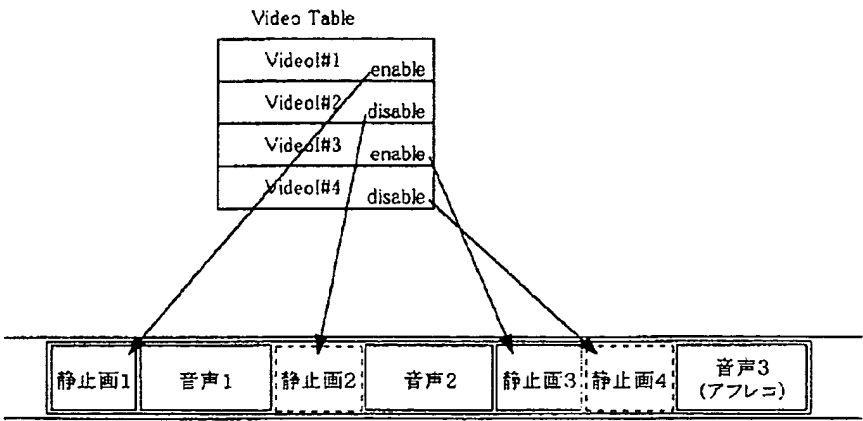 Video Table
VideoI#1 enable
VideoI#2 disable
VideoI#3 enable
VideoI#4 disable
静止画1 音声1 静止画2 音声2 静止画3 静止画4 音声3
(アフレコ)